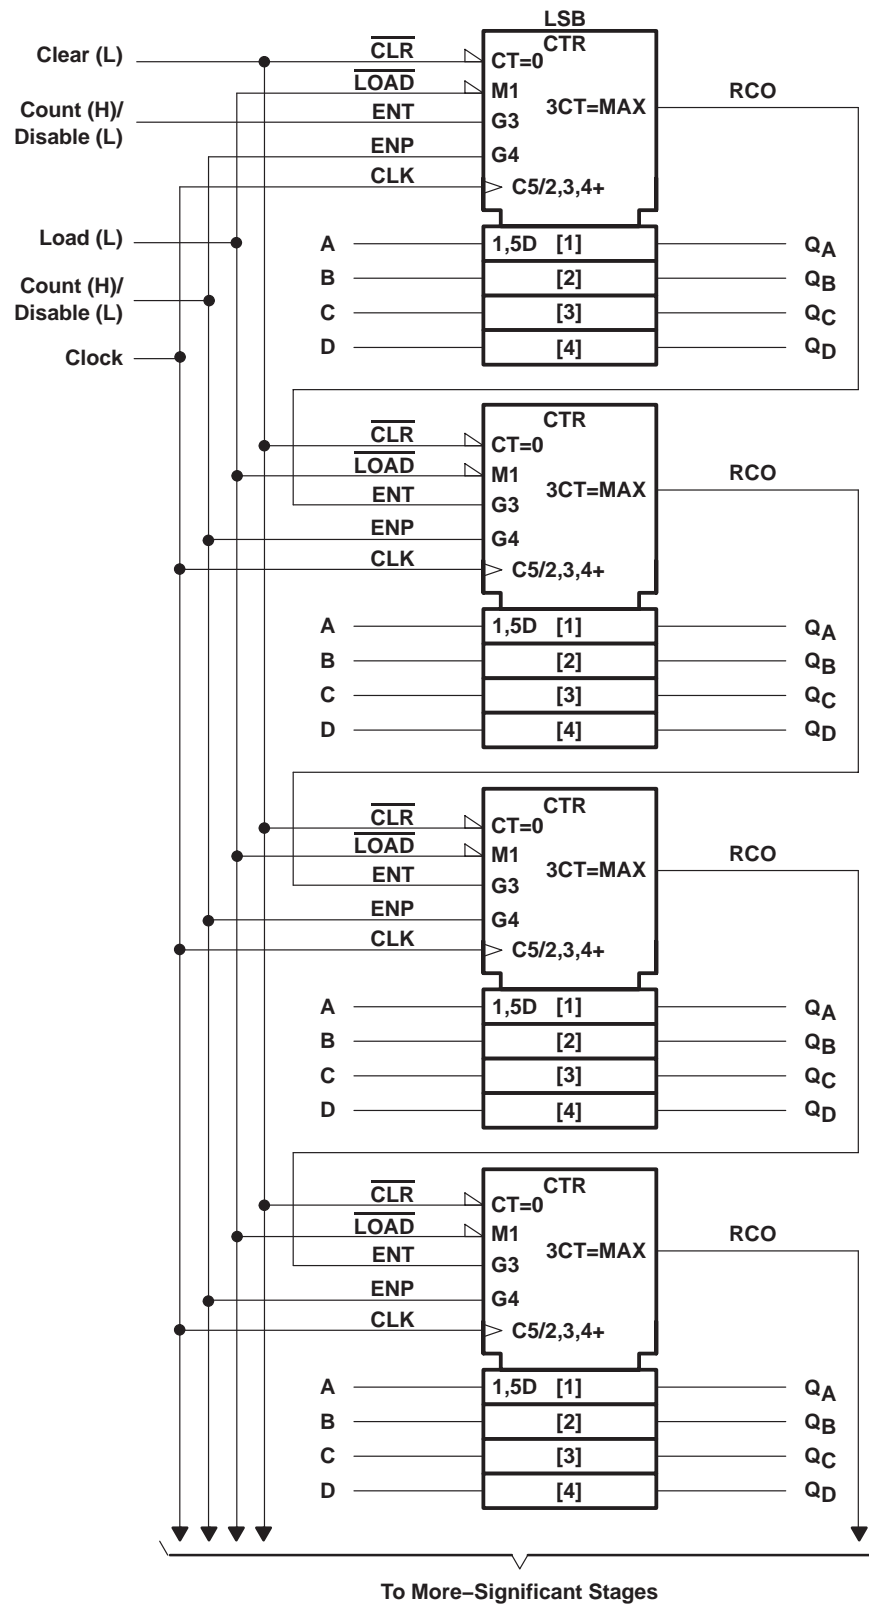 LSB
CTR
Clear (L)
CLR
CT=0
LOAD
M1
3CT=MAX
RCO
Count (H)/
Disable (L)
ENT
G3
ENP
G4
CLK
C5/2,3,4+
Load (L)
A
1,5D [1]
QA
Count (H)/
Disable (L)
B
[2]
QB
C
[3]
QC
Clock
D
[4]
QD
CTR
CLR
CT=0
LOAD
M1
3CT=MAX
RCO
ENT
G3
ENP
G4
CLK
C5/2,3,4+
A
1,5D [1]
QA
B
[2]
QB
C
[3]
QC
D
[4]
QD
CTR
CLR
CT=0
LOAD
M1
3CT=MAX
RCO
ENT
G3
ENP
G4
CLK
C5/2,3,4+
A
1,5D [1]
QA
B
[2]
QB
C
[3]
QC
D
[4]
QD
CTR
CLR
CT=0
LOAD
M1
3CT=MAX
RCO
ENT
G3
ENP
G4
CLK
C5/2,3,4+
A
1,5D [1]
QA
B
[2]
QB
C
[3]
QC
D
[4]
QD
To More–Significant Stages